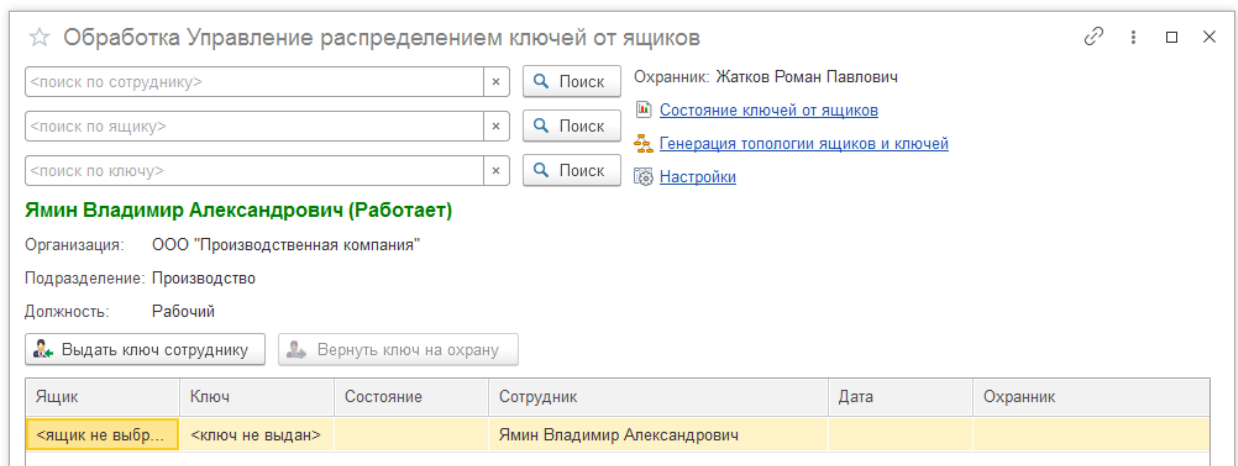 Обработка Управление распределением ключей от ящиков
<поиск по сотруднику> × Поиск
Охранник: Жатков Роман Павлович
Состояние ключей от ящиков
<поиск по ящику> × Поиск
Генерация топологии ящиков и ключей
<поиск по ключу> × Поиск
Настройки
Ямин Владимир Александрович (Работает)
Организация: ООО "Производственная компания"
Подразделение: Производство
Должность: Рабочий
Выдать ключ сотруднику Вернуть ключ на охрану
Ящик Ключ Состояние Сотрудник Дата Охранник
<ящик не выбр... <ключ не выдан> Ямин Владимир Александрович